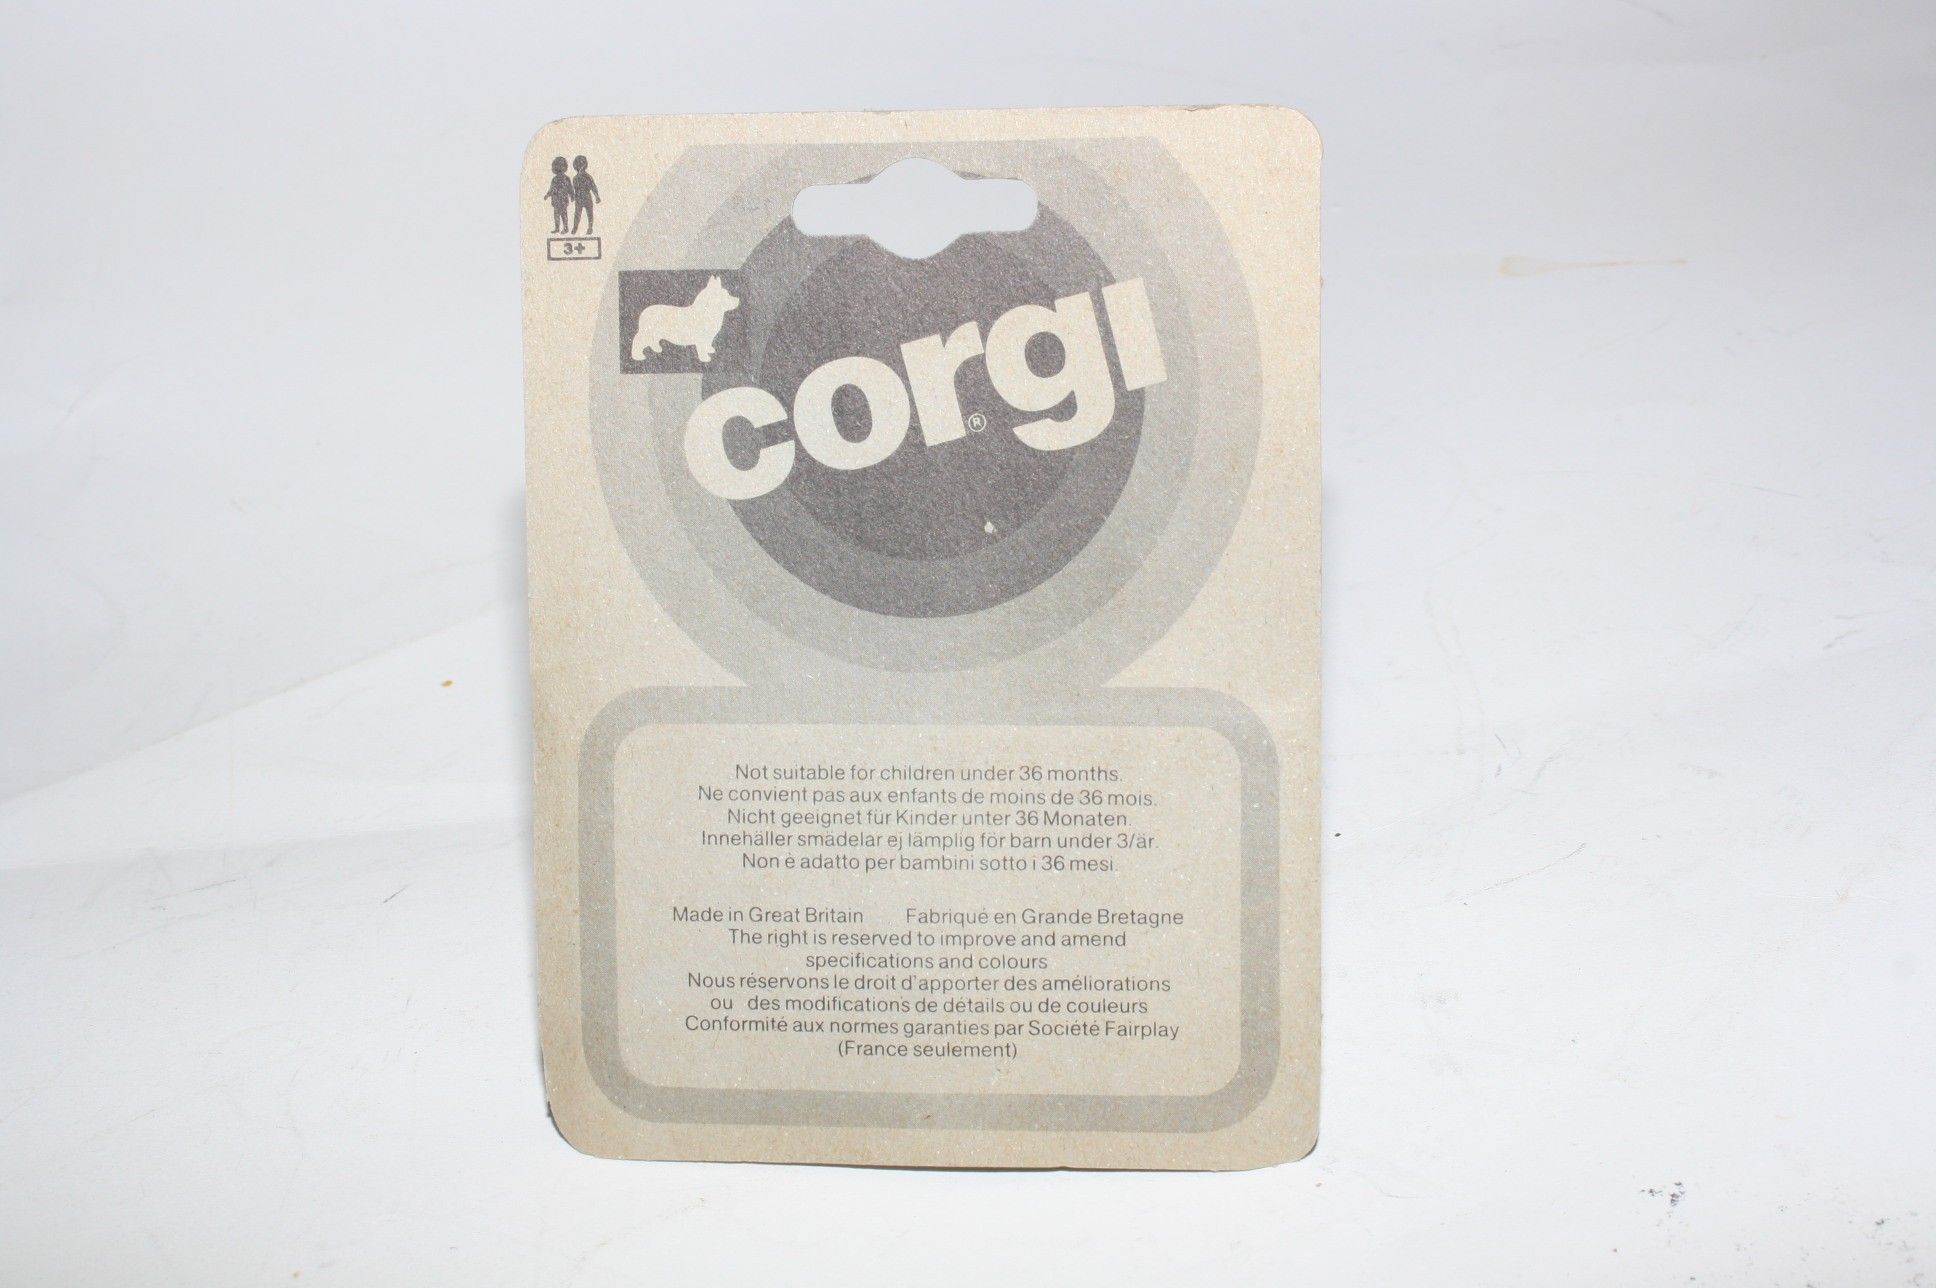 3+
corgi
®
Not suitable for children under 36 months.
Ne convient pas aux enfants de moins de 36 mois.
Nicht geeignet für Kinder unter 36 Monaten.
Innehäller smädelar ej lämplig för barn under 3/är.
Non è adatto per bambini sotto i 36 mesi.
Made in Great Britain Fabriqué en Grande Bretagne
The right is reserved to improve and amend
specifications and colours
Nous réservons le droit d'apporter des améliorations
ou des modifications de détails ou de couleurs
Conformité aux normes garanties par Société Fairplay
(France seulement)